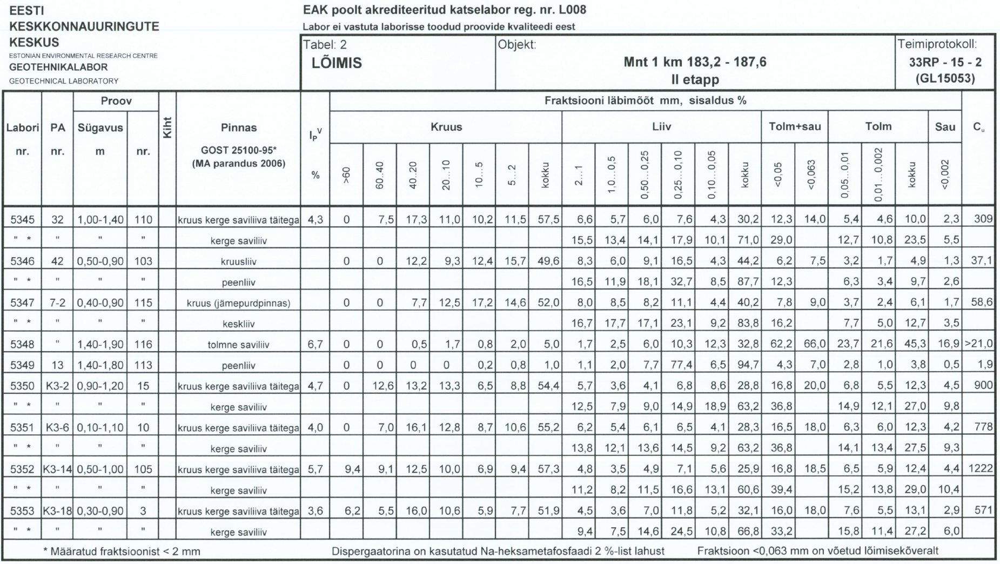 EESTI
KESKKONNAUURINGUTE
KESKUS
ESTONIAN ENVIRONMENTAL RESEARCH CENTRE
GEOTEHNIKALABOR
GEOTECHNICAL LABORATORY
EAK poolt akrediteeritud katselabor reg. nr. L008
Labor ei vastuta laborisse toodud proovide kvaliteedi eest
Tabel: 2
LÕIMIS
Objekt:
Mnt 1 km 183,2 - 187,6
II etapp
Teimiprotokoll:
33RP - 15 - 2
(GL15053)
Labori nr. PA nr. Proov Sügavus m nr. Kiht Pinnas
GOST 25100-95*
(MA parandus 2006)
IPV %
Fraktsiooni läbimõõt mm, sisaldus %
Kruus Liiv Tolm+sau Tolm Sau Cu
>60 60..40 40..20 20...10 10...5 5...2 kokku 2...1 1,0...0,5 0,50...0,25 0,25...0,10 0,10...0,05 kokku <0,05 <0,063 0,05...0,01 0,01...0,002 kokku <0,002
5345 32 1,00-1,40 110 kruus kerge saviliiva täitega 4,3 0 7,5 17,3 11,0 10,2 11,5 57,5 6,6 5,7 6,0 7,6 4,3 30,2 12,3 14,0 5,4 4,6 10,0 2,3 309
" * " " " kerge saviliiv 15,5 13,4 14,1 17,9 10,1 71,0 29,0 12,7 10,8 23,5 5,5
5346 42 0,50-0,90 103 kruusliiv 0 0 12,2 9,3 12,4 15,7 49,6 8,3 6,0 9,1 16,5 4,3 44,2 6,2 7,5 3,2 1,7 4,9 1,3 37,1
" * " " " peenliiv 16,5 11,9 18,1 32,7 8,5 87,7 12,3 6,3 3,4 9,7 2,6
5347 7-2 0,40-0,90 115 kruus (jämepurdpinnas) 0 0 7,7 12,5 17,2 14,6 52,0 8,0 8,5 8,2 11,1 4,4 40,2 7,8 9,0 3,7 2,4 6,1 1,7 58,6
" * " " " keskliiv 16,7 17,7 17,1 23,1 9,2 83,8 16,2 7,7 5,0 12,7 3,5
5348 " 1,40-1,90 116 tolmne saviliiv 6,7 0 0 0,5 1,7 0,8 2,0 5,0 1,7 2,5 6,0 10,3 12,3 32,8 62,2 66,0 23,7 21,6 45,3 16,9 >21,0
5349 13 1,40-1,80 113 peenliiv 0 0 0 0 0,2 0,8 1,0 1,1 2,0 7,7 77,4 6,5 94,7 4,3 7,0 2,8 1,0 3,8 0,5 1,9
5350 K3-2 0,90-1,20 15 kruus kerge saviliiva täitega 4,7 0 12,6 13,2 13,3 6,5 8,8 54,4 5,7 3,6 4,1 6,8 8,6 28,8 16,8 20,0 6,8 5,5 12,3 4,5 900
" * " " " kerge saviliiv 12,5 7,9 9,0 14,9 18,9 63,2 36,8 14,9 12,1 27,0 9,8
5351 K3-6 0,10-1,10 10 kruus kerge saviliiva täitega 4,0 0 7,0 16,1 12,8 8,7 10,6 55,2 6,2 5,4 6,1 6,5 4,1 28,3 16,5 18,0 6,3 6,0 12,3 4,2 778
" * " " " kerge saviliiv 13,8 12,1 13,6 14,5 9,2 63,2 36,8 14,1 13,4 27,5 9,3
5352 K3-14 0,50-1,00 105 kruus kerge saviliiva täitega 5,7 9,4 9,1 12,5 10,0 6,9 9,4 57,3 4,8 3,5 4,9 7,1 5,6 25,9 16,8 18,5 6,5 5,9 12,4 4,4 1222
" * " " " kerge saviliiv 11,2 8,2 11,5 16,6 13,1 60,6 39,4 15,2 13,8 29,0 10,4
5353 K3-18 0,30-0,90 3 kruus kerge saviliiva täitega 3,6 6,2 5,5 16,0 10,6 5,9 7,7 51,9 4,5 3,6 7,0 11,8 5,2 32,1 16,0 18,0 7,6 5,5 13,1 2,9 571
" * " " " kerge saviliiv 9,4 7,5 14,6 24,5 10,8 66,8 33,2 15,8 11,4 27,2 6,0
* Määratud fraktsioonist < 2 mm Dispergaatorina on kasutatud Na-heksametafosfaadi 2 %-list lahust Fraktsioon <0,063 mm on võetud lõimisekõveralt